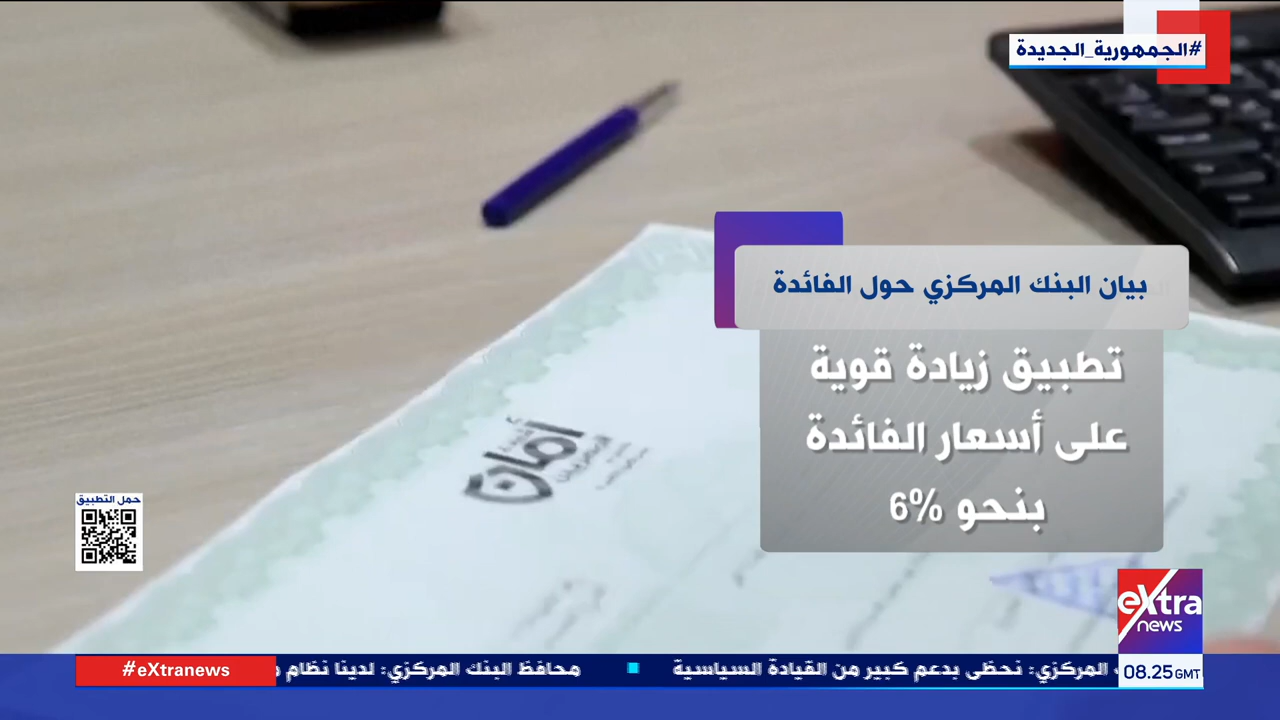 #الجمهورية_الجديدة
بيان البنك المركزي حول الفائدة
تطبيق زيادة قوية
على أسعار الفائدة
بنحو 6%
أمان
حمل التطبيق
eXtra
news
08.25 GMT
المركزي: نحظى بدعم كبير من القيادة السياسية ■ محافظ البنك المركزي: لدينا نظام
#eXtranews